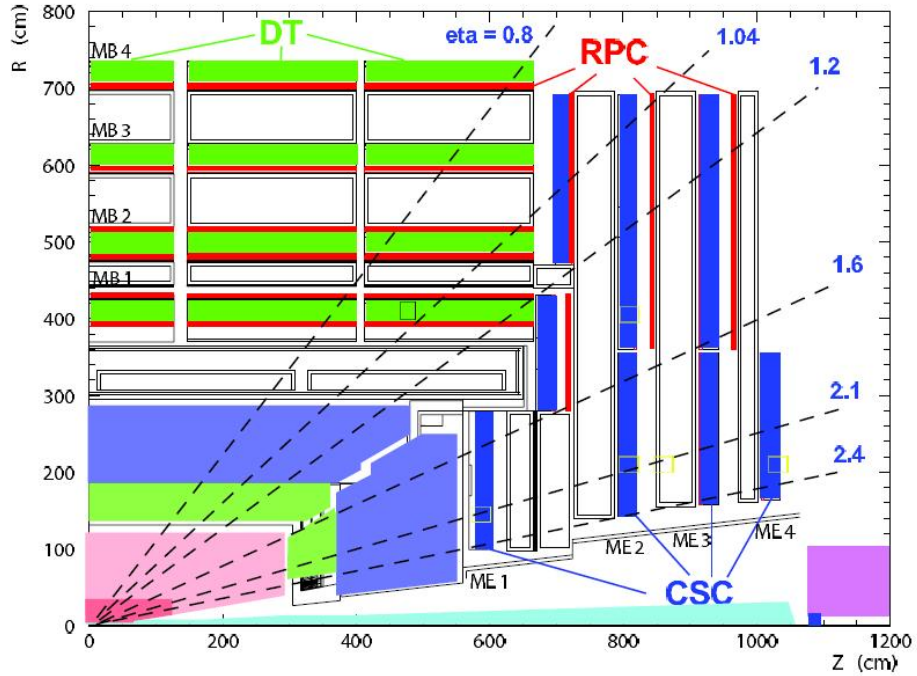 R (cm)
800
700
600
500
400
300
200
100
0
MB 4
DT
eta = 0.8
1.04
RPC
1.2
MB 3
MB 2
MB 1
1.6
2.1
2.4
ME 1
ME 2
ME 3
ME 4
CSC
0
200
400
600
800
1000
1200
Z (cm)